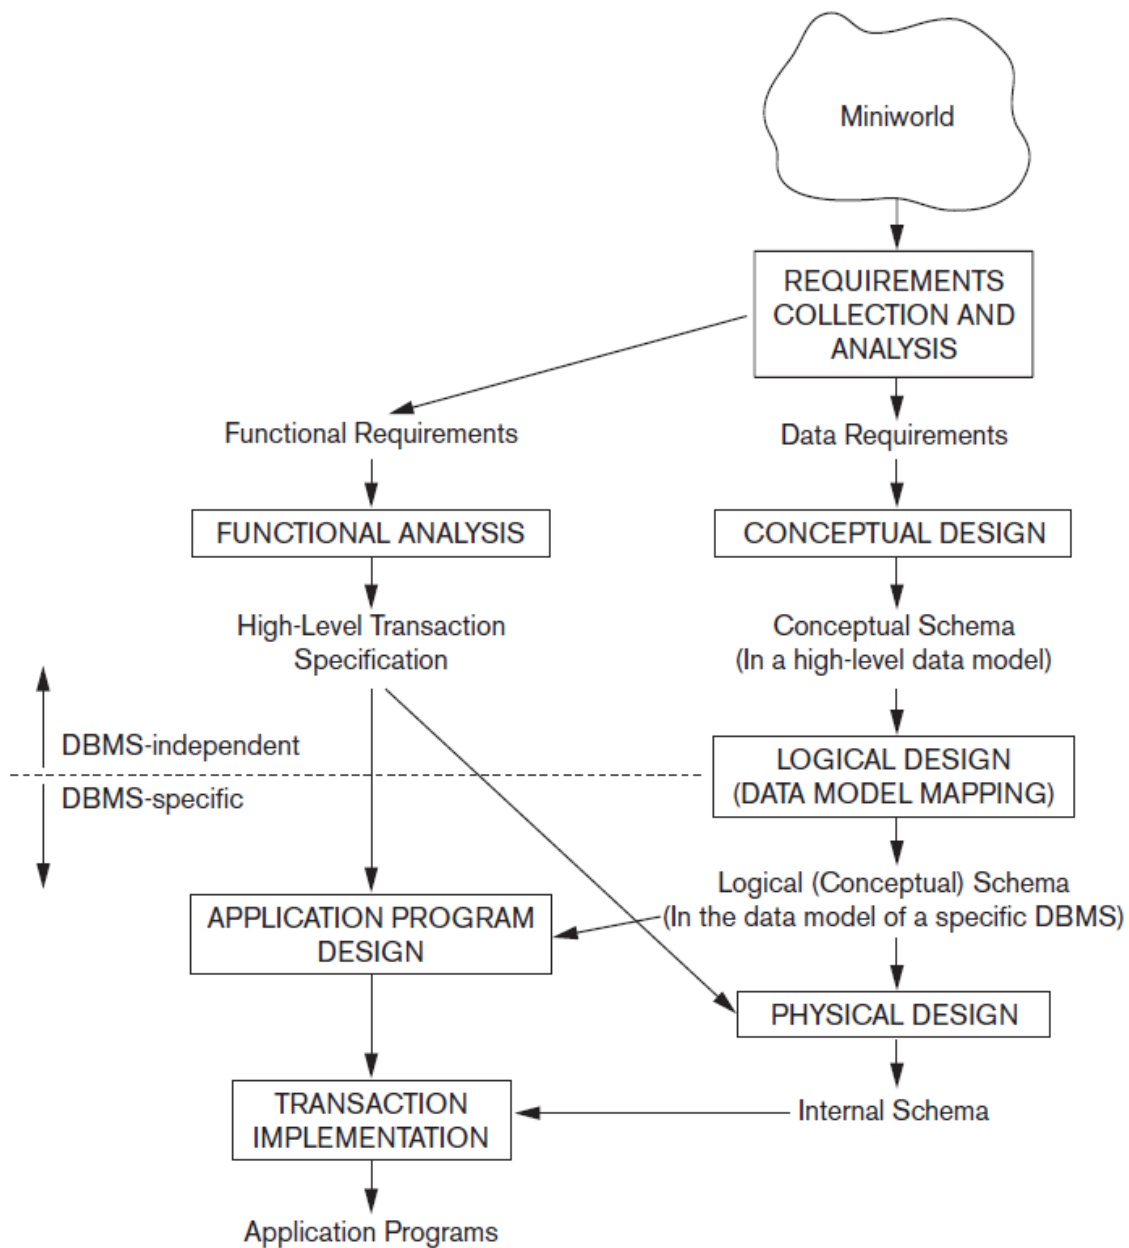 Miniworld
REQUIREMENTS
COLLECTION AND
ANALYSIS
Functional Requirements
Data Requirements
FUNCTIONAL ANALYSIS
CONCEPTUAL DESIGN
High-Level Transaction
Specification
Conceptual Schema
(In a high-level data model)
DBMS-independent
LOGICAL DESIGN
(DATA MODEL MAPPING)
DBMS-specific
Logical (Conceptual) Schema
(In the data model of a specific DBMS)
APPLICATION PROGRAM
DESIGN
PHYSICAL DESIGN
TRANSACTION
IMPLEMENTATION
Internal Schema
Application Programs